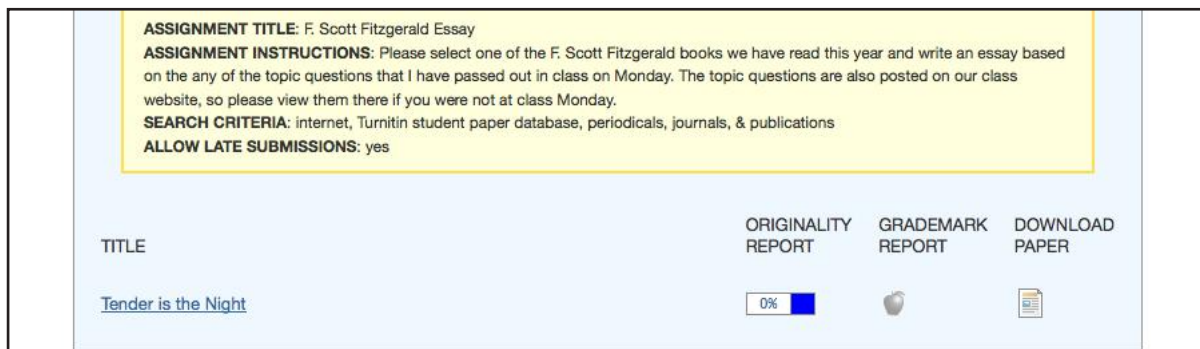 ASSIGNMENT TITLE: F. Scott Fitzgerald Essay
ASSIGNMENT INSTRUCTIONS: Please select one of the F. Scott Fitzgerald books we have read this year and write an essay based
on the any of the topic questions that I have passed out in class on Monday. The topic questions are also posted on our class
website, so please view them there if you were not at class Monday.
SEARCH CRITERIA: internet, Turnitin student paper database, periodicals, journals, & publications
ALLOW LATE SUBMISSIONS: yes
TITLE ORIGINALITY REPORT GRADEMARK REPORT DOWNLOAD PAPER
Tender is the Night 0%